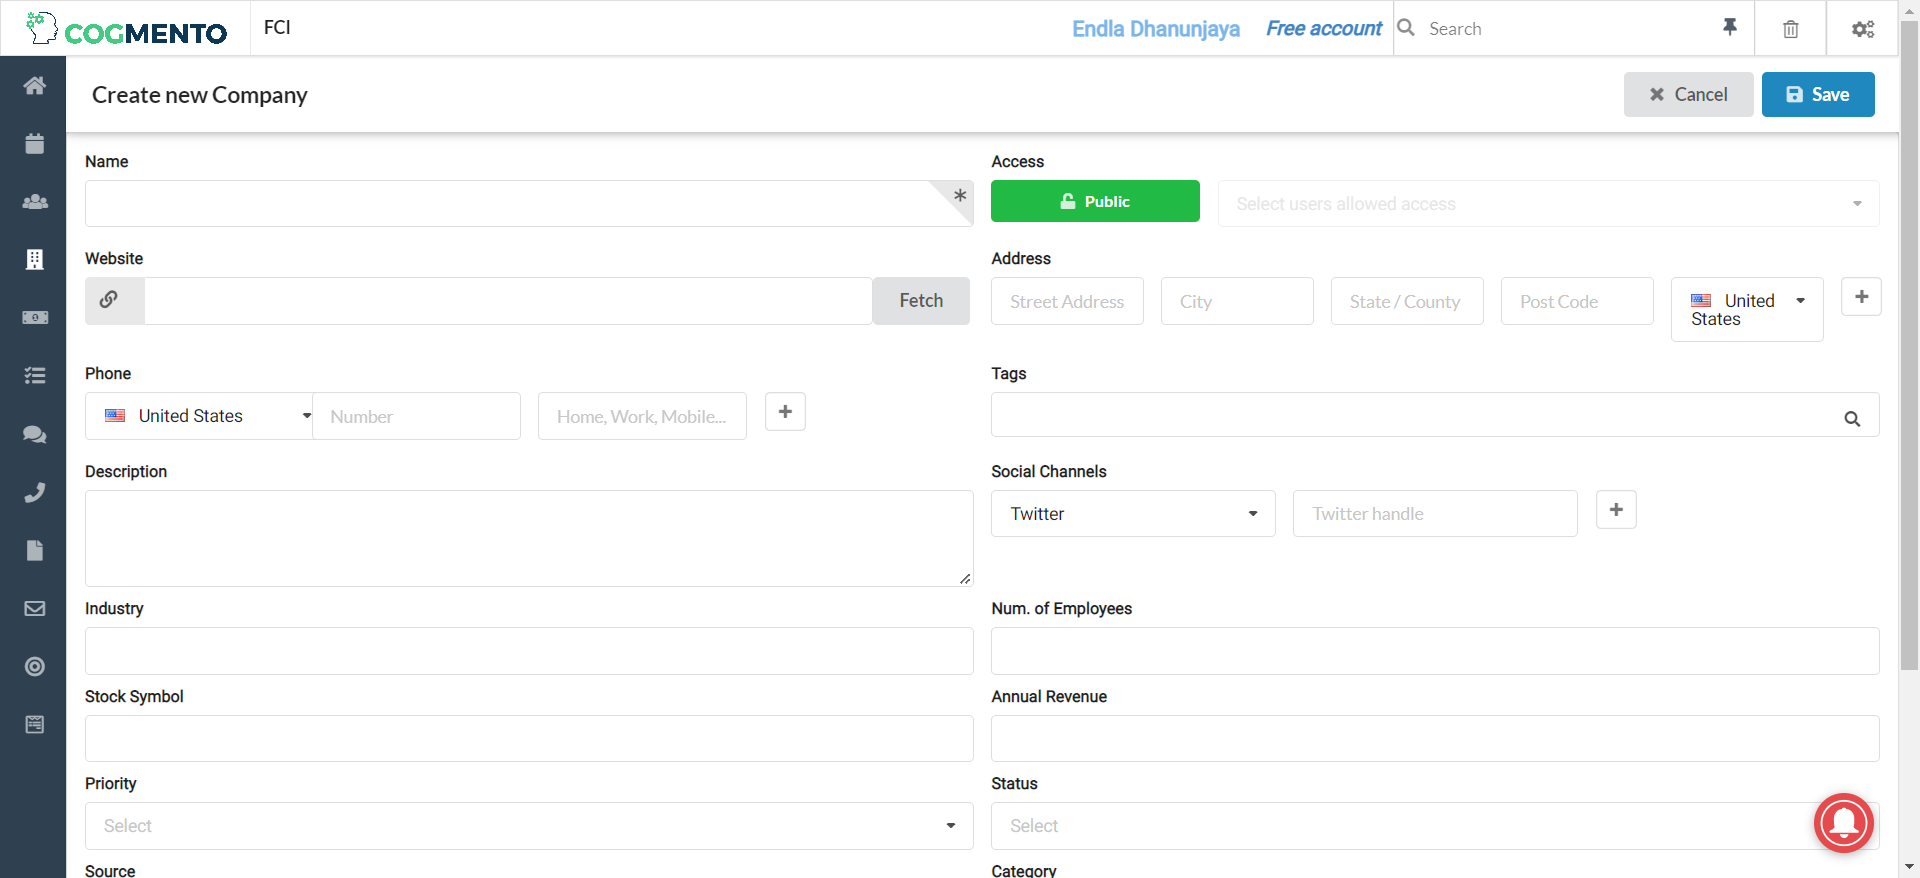 COGMENTO
FCI
Endla Dhanunjaya
Free account
Search
Create new Company
Cancel
Save
Name
*
Access
Public
Select users allowed access
Website
Fetch
Address
Street Address
City
State / County
Post Code
United
States
Phone
United States
Number
Home, Work, Mobile...
Tags
Description
Social Channels
Twitter
Twitter handle
Industry
Num. of Employees
Stock Symbol
Annual Revenue
Priority
Select
Status
Select
Source
Category